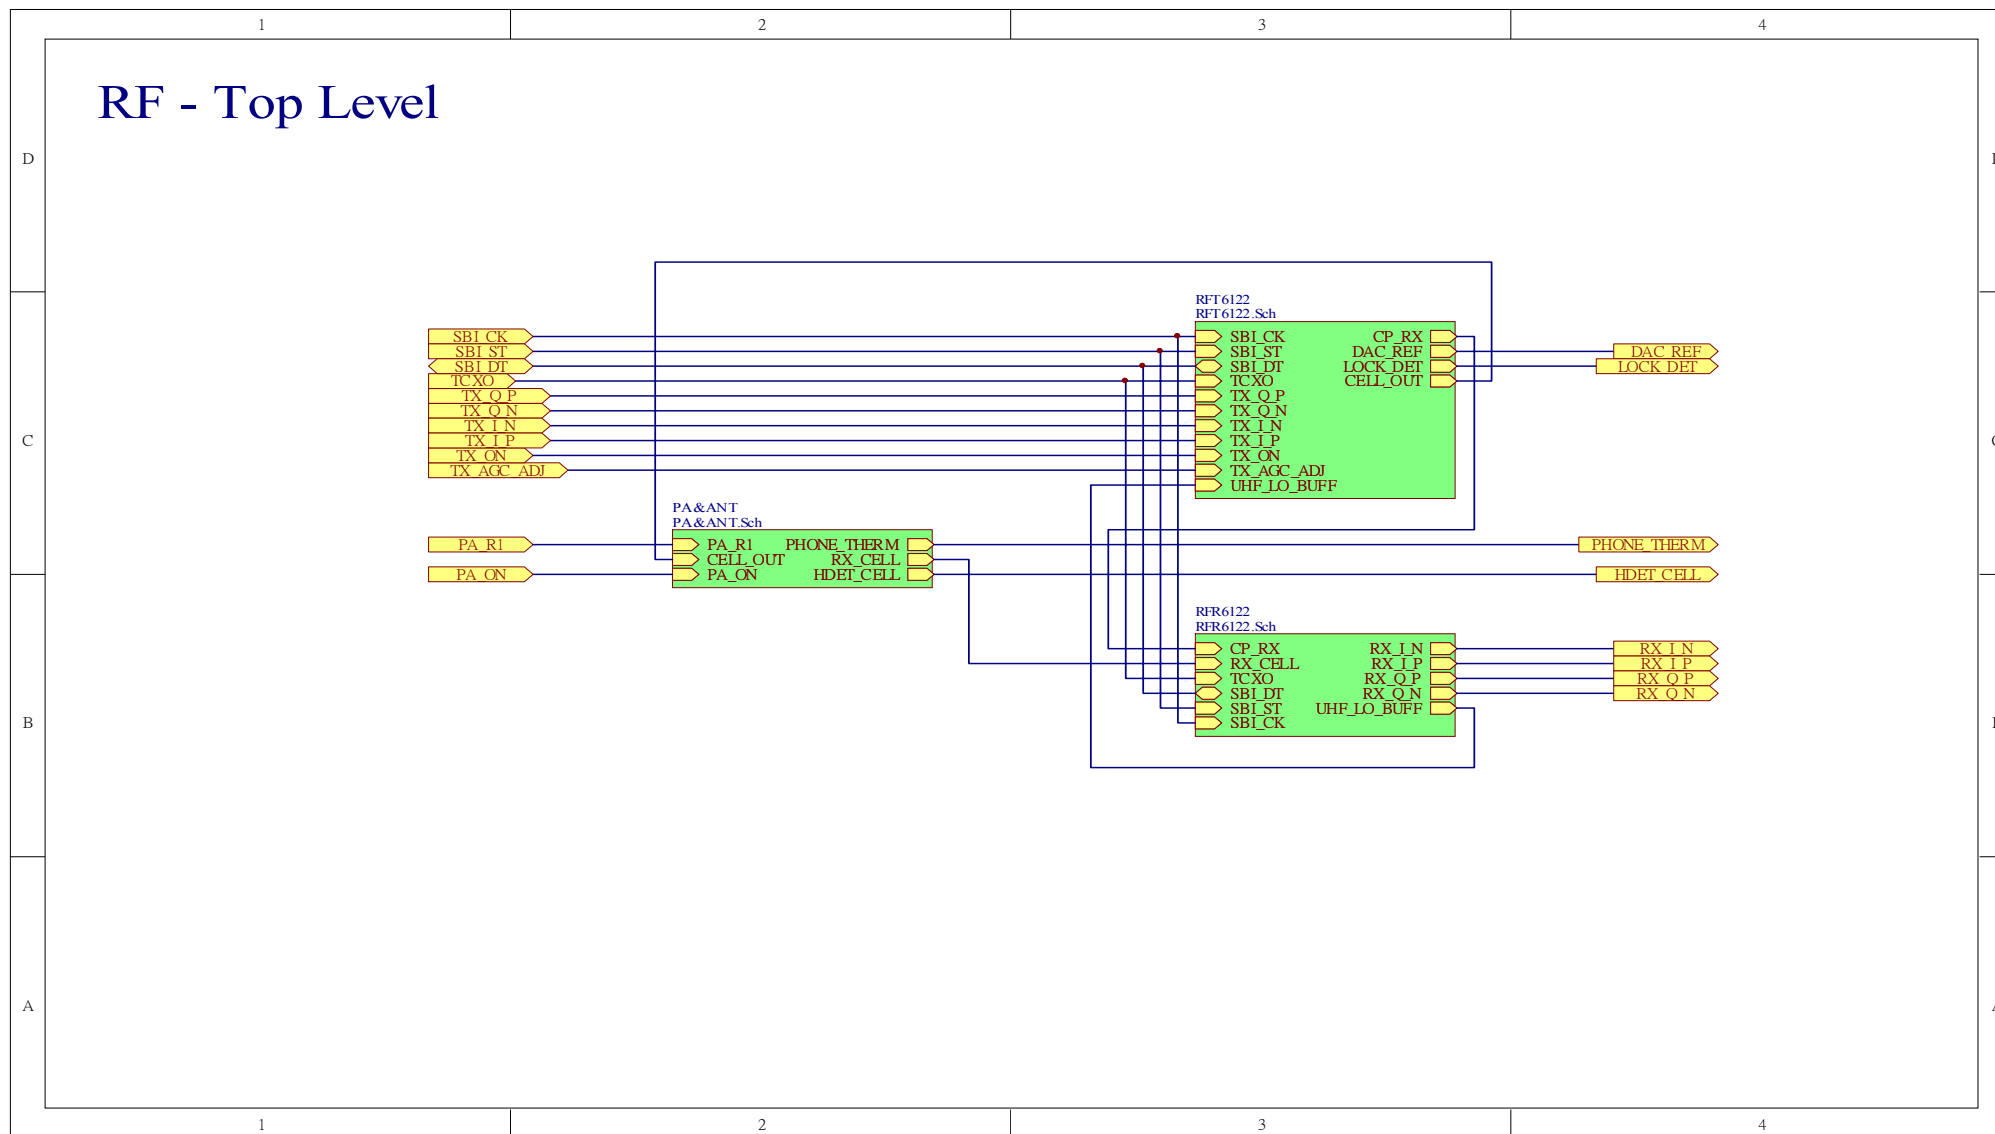 1 2 3 4
RF - Top Level
D
RFT6122
RFT6122.Sch
SBI_CK
SBI_ST
SBI_DT
TCXO
TX_Q_P
TX_Q_N
TX_I_N
TX_I_P
TX_ON
TX_AGC_ADJ
SBI_CK CP_RX
SBI_ST DAC_REF
SBI_DT LOCK_DET
TCXO CELL_OUT
TX_Q_P
TX_Q_N
TX_I_N
TX_I_P
TX_ON
TX_AGC_ADJ
UHF_LO_BUFF
DAC_REF
LOCK_DET
C
PA&ANT
PA&ANT.Sch
PA_R1
PA_ON
PA_R1 PHONE_THERM
CELL_OUT RX_CELL
PA_ON HDET_CELL
PHONE_THERM
HDET_CELL
RFR6122
RFR6122.Sch
CP_RX RX_I_N
RX_CELL RX_I_P
TCXO RX_Q_P
SBI_DT RX_Q_N
SBI_ST UHF_LO_BUFF
SBI_CK
RX_I_N
RX_I_P
RX_Q_P
RX_Q_N
B
A
1 2 3 4